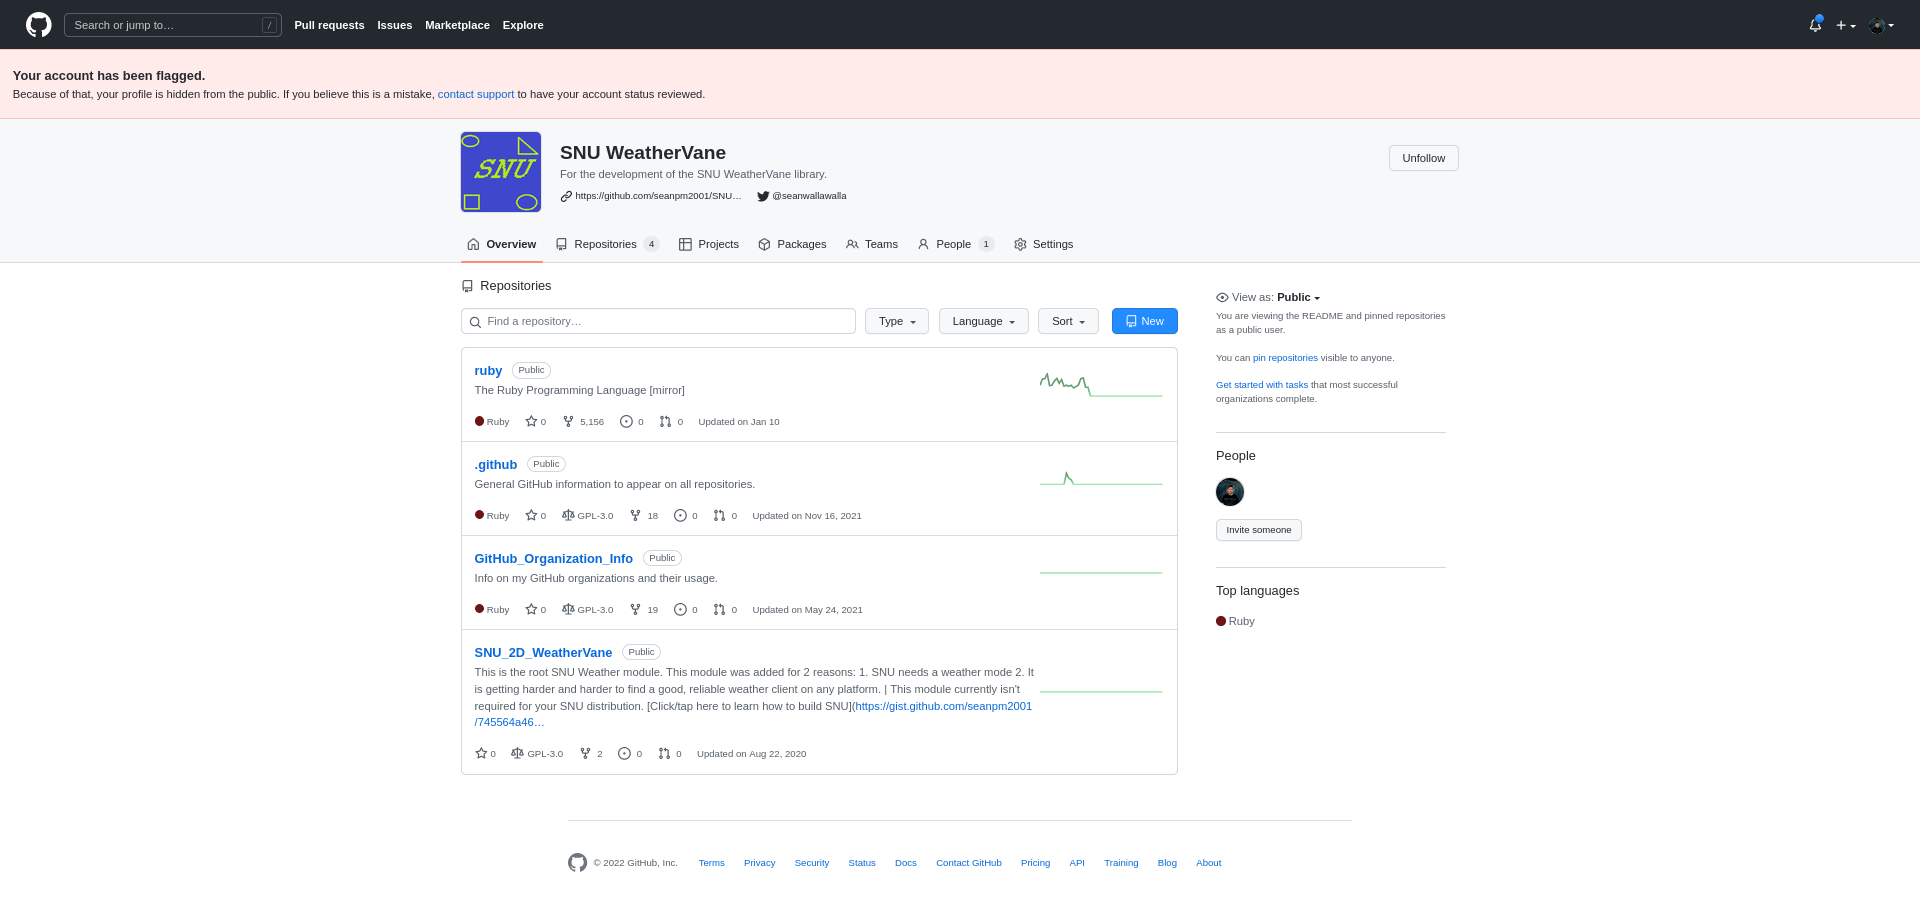 Search or jump to…
/
Pull requests Issues Marketplace Explore
Your account has been flagged.
Because of that, your profile is hidden from the public. If you believe this is a mistake, contact support to have your account status reviewed.
SNU
SNU WeatherVane
For the development of the SNU WeatherVane library.
https://github.com/seanpm2001/SNU… @seanwallawalla
Unfollow
Overview Repositories 4 Projects Packages Teams People 1 Settings
Repositories
Find a repository… Type Language Sort New
ruby Public
The Ruby Programming Language [mirror]
Ruby 0 5,156 0 0 Updated on Jan 10
.github Public
General GitHub information to appear on all repositories.
Ruby 0 GPL-3.0 18 0 0 Updated on Nov 16, 2021
GitHub_Organization_Info Public
Info on my GitHub organizations and their usage.
Ruby 0 GPL-3.0 19 0 0 Updated on May 24, 2021
SNU_2D_WeatherVane Public
This is the root SNU Weather module. This module was added for 2 reasons: 1. SNU needs a weather mode 2. It
is getting harder and harder to find a good, reliable weather client on any platform. | This module currently isn't
required for your SNU distribution. [Click/tap here to learn how to build SNU](https://gist.github.com/seanpm2001
/745564a46…
0 GPL-3.0 2 0 0 Updated on Aug 22, 2020
View as: Public
You are viewing the README and pinned repositories
as a public user.
You can pin repositories visible to anyone.
Get started with tasks that most successful
organizations complete.
People
Invite someone
Top languages
Ruby
© 2022 GitHub, Inc. Terms Privacy Security Status Docs Contact GitHub Pricing API Training Blog About